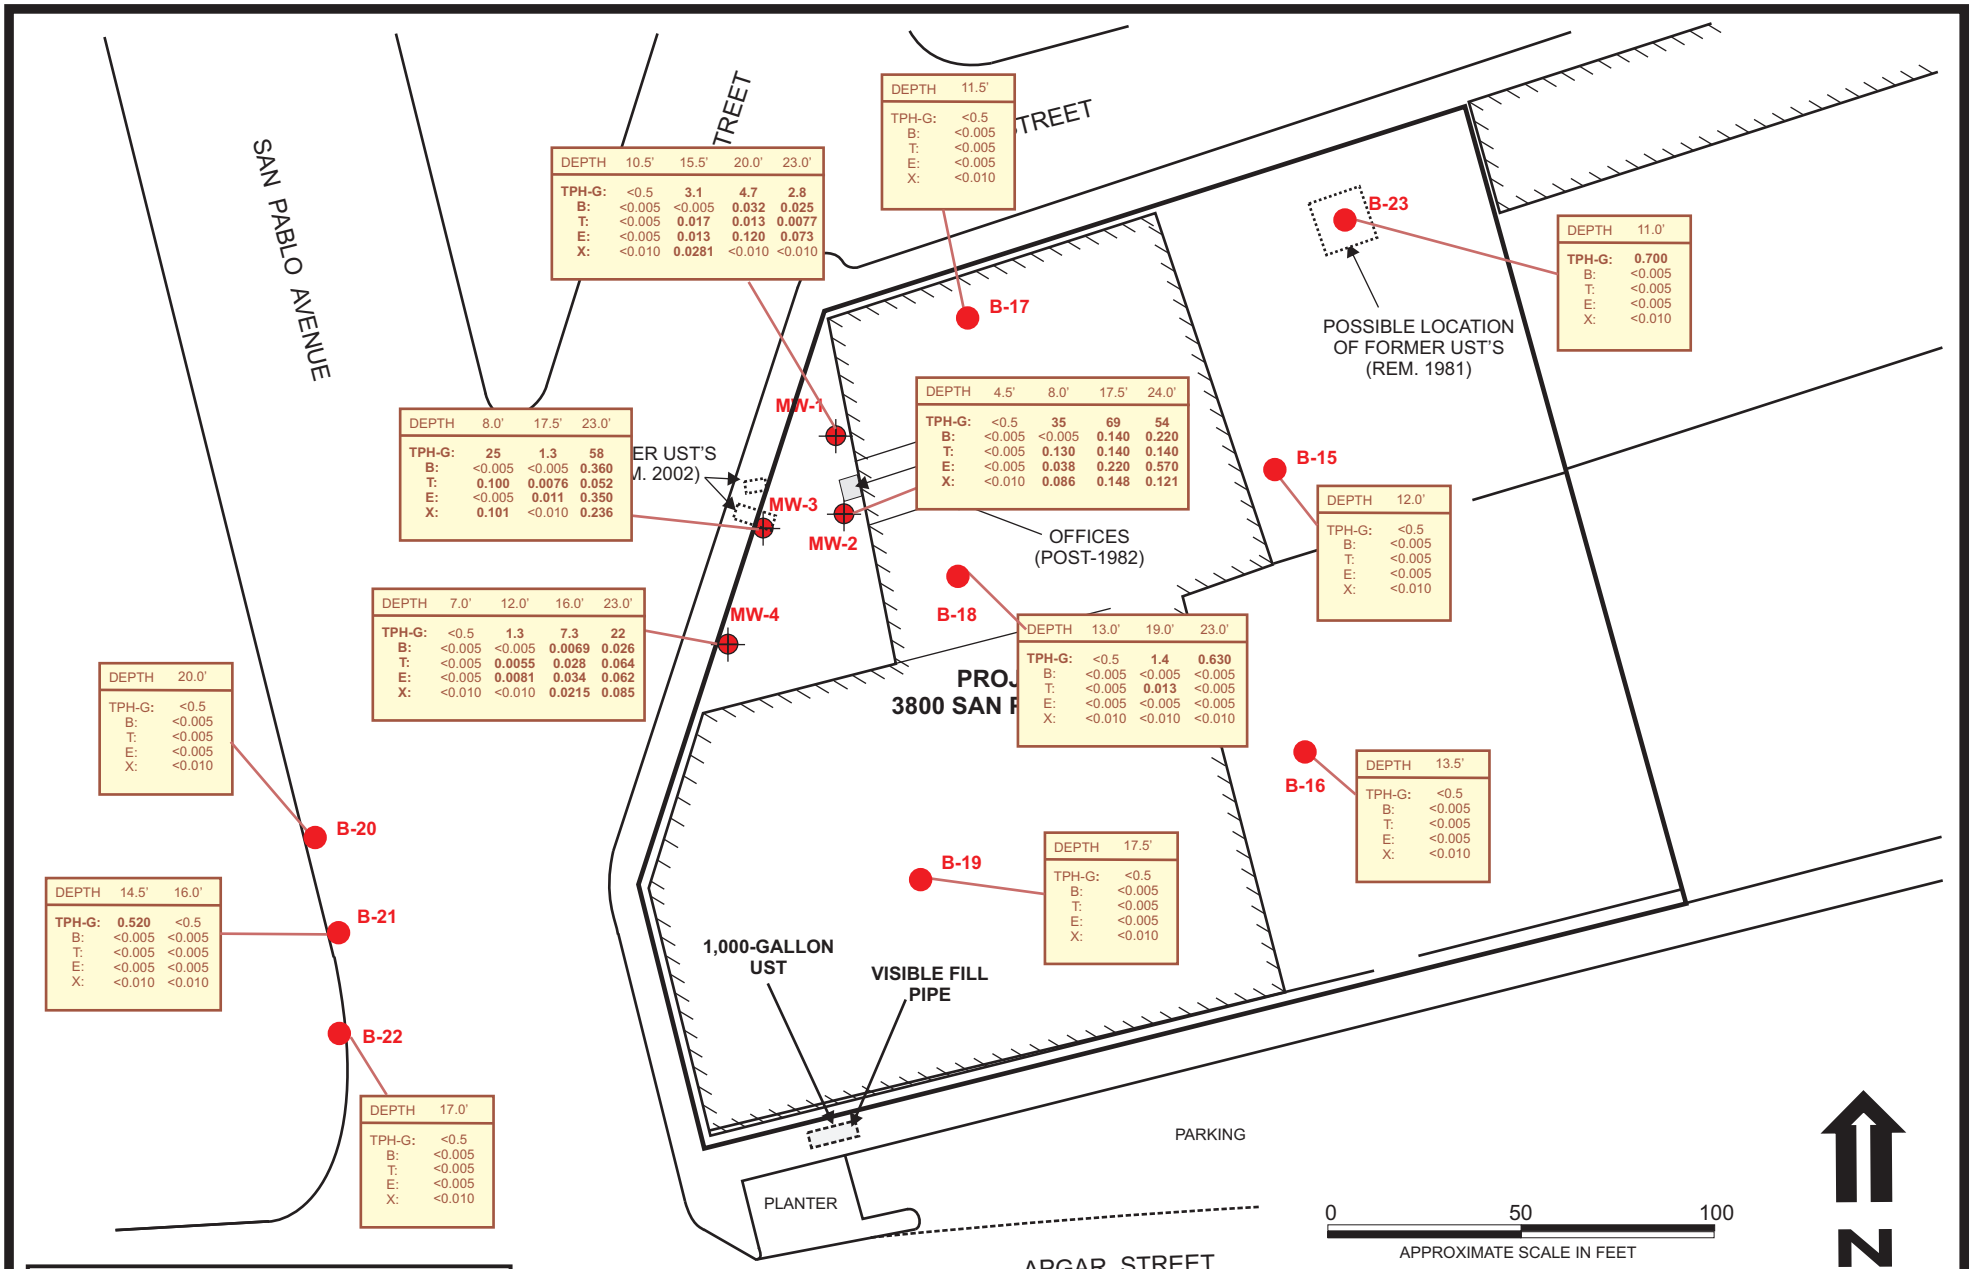 SAN PABLO AVENUE
TREET
STREET
DEPTH 11.5'
TPH-G: <0.5
B: <0.005
T: <0.005
E: <0.005
X: <0.010
B-17
DEPTH 10.5' 15.5' 20.0' 23.0'
TPH-G: <0.5 3.1 4.7 2.8
B: <0.005 <0.005 0.032 0.025
T: <0.005 0.017 0.013 0.0077
E: <0.005 0.013 0.120 0.073
X: <0.010 0.0281 <0.010 <0.010
MW-1
B-23
DEPTH 11.0'
TPH-G: 0.700
B: <0.005
T: <0.005
E: <0.005
X: <0.010
POSSIBLE LOCATION
OF FORMER UST'S
(REM. 1981)
DEPTH 4.5' 8.0' 17.5' 24.0'
TPH-G: <0.5 35 69 54
B: <0.005 <0.005 0.140 0.220
T: <0.005 0.130 0.140 0.140
E: <0.005 0.038 0.220 0.570
X: <0.010 0.086 0.148 0.121
MW-2
DEPTH 8.0' 17.5' 23.0'
TPH-G: 25 1.3 58
B: <0.005 <0.005 0.360
T: 0.100 0.0076 0.052
E: <0.005 0.011 0.350
X: 0.101 <0.010 0.236
ER UST'S
M. 2002)
MW-3
OFFICES
(POST-1982)
B-15
DEPTH 12.0'
TPH-G: <0.5
B: <0.005
T: <0.005
E: <0.005
X: <0.010
DEPTH 7.0' 12.0' 16.0' 23.0'
TPH-G: <0.5 1.3 7.3 22
B: <0.005 <0.005 0.0069 0.026
T: <0.005 0.0055 0.028 0.064
E: <0.005 0.0081 0.034 0.062
X: <0.010 <0.010 0.0215 0.085
MW-4
B-18
DEPTH 13.0' 19.0' 23.0'
TPH-G: <0.5 1.4 0.630
B: <0.005 <0.005 <0.005
T: <0.005 0.013 <0.005
E: <0.005 <0.005 <0.005
X: <0.010 <0.010 <0.010
PROJ
3800 SAN P
DEPTH 20.0'
TPH-G: <0.5
B: <0.005
T: <0.005
E: <0.005
X: <0.010
B-20
B-16
DEPTH 13.5'
TPH-G: <0.5
B: <0.005
T: <0.005
E: <0.005
X: <0.010
B-19
DEPTH 17.5'
TPH-G: <0.5
B: <0.005
T: <0.005
E: <0.005
X: <0.010
DEPTH 14.5' 16.0'
TPH-G: 0.520 <0.5
B: <0.005 <0.005
T: <0.005 <0.005
E: <0.005 <0.005
X: <0.010 <0.010
B-21
1,000-GALLON
UST
VISIBLE FILL
PIPE
B-22
DEPTH 17.0'
TPH-G: <0.5
B: <0.005
T: <0.005
E: <0.005
X: <0.010
PARKING
PLANTER
APGAR STREET
0 50 100
APPROXIMATE SCALE IN FEET
N